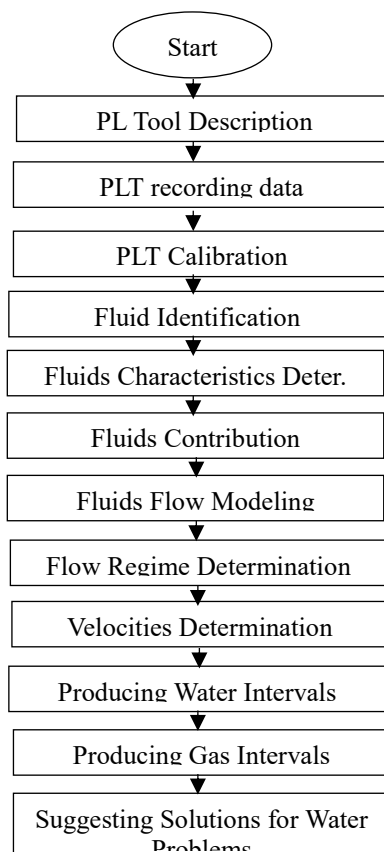 Start
PL Tool Description
PLT recording data
PLT Calibration
Fluid Identification
Fluids Characteristics Deter.
Fluids Contribution
Fluids Flow Modeling
Flow Regime Determination
Velocities Determination
Producing Water Intervals
Producing Gas Intervals
Suggesting Solutions for Water
Problems